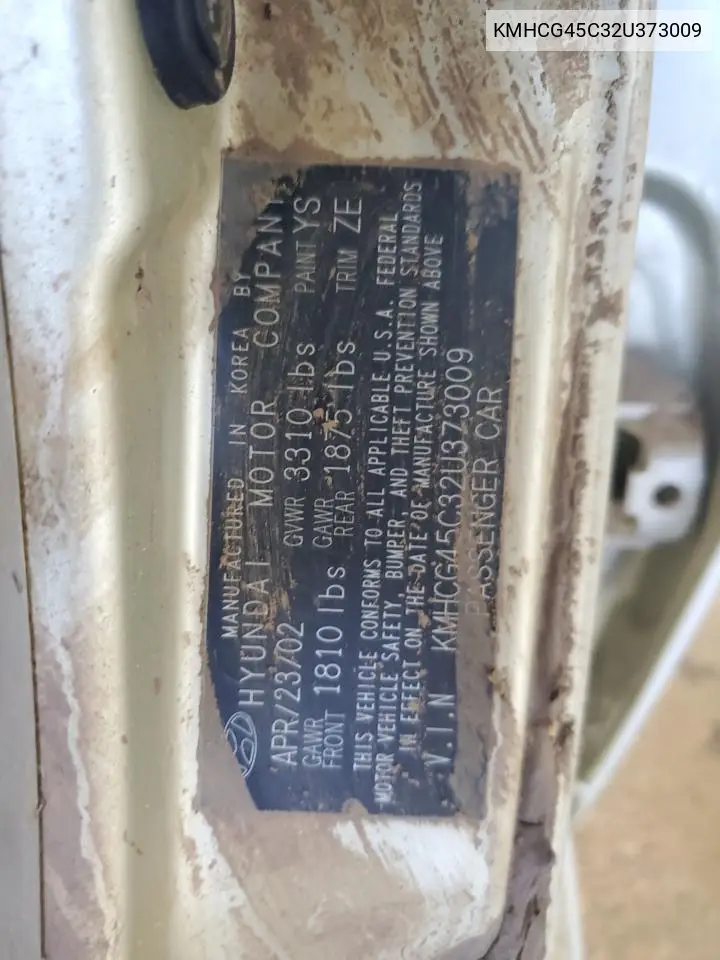 KMHCG45C32U373009
MANUFACTURED IN KOREA BY
HYUNDAI MOTOR COMPANY
APR/23/02 GVWR 3310 lbs PAINT YS
GAWR FRONT 1810 lbs GAWR REAR 1875 lbs TRIM ZE
THIS VEHICLE CONFORMS TO ALL APPLICABLE U.S.A. FEDERAL
MOTOR VEHICLE SAFETY, BUMPER, AND THEFT PREVENTION STANDARDS
IN EFFECT ON THE DATE OF MANUFACTURE SHOWN ABOVE
V.I.N KMHCG45C32U373009
PASSENGER CAR